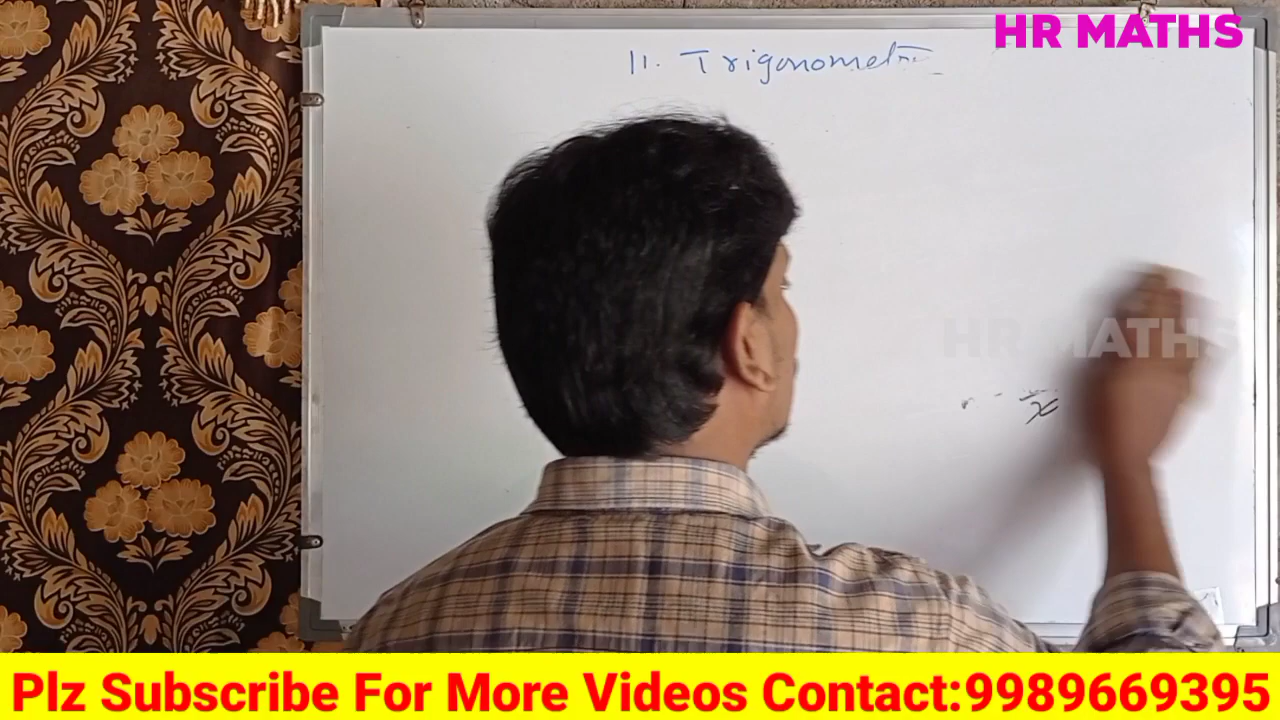 HR MATHS
11. Trigonometr
HR MATHS
x
Plz Subscribe For More Videos Contact:9989669395